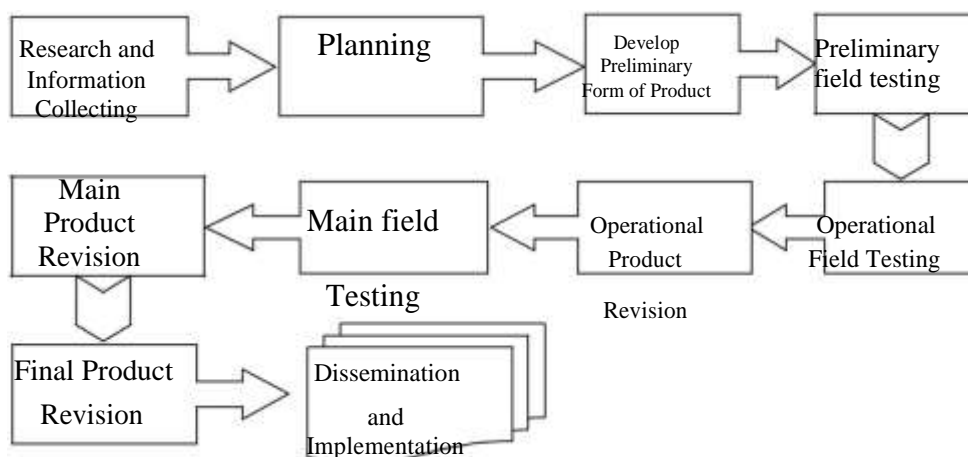 Research and
Information
Collecting
Planning
Develop
Preliminary
Form of Product
Preliminary
field testing
Main
Product
Revision
Main field
Testing
Operational
Product
Revision
Operational
Field Testing
Final Product
Revision
Dissemination
and
Implementation